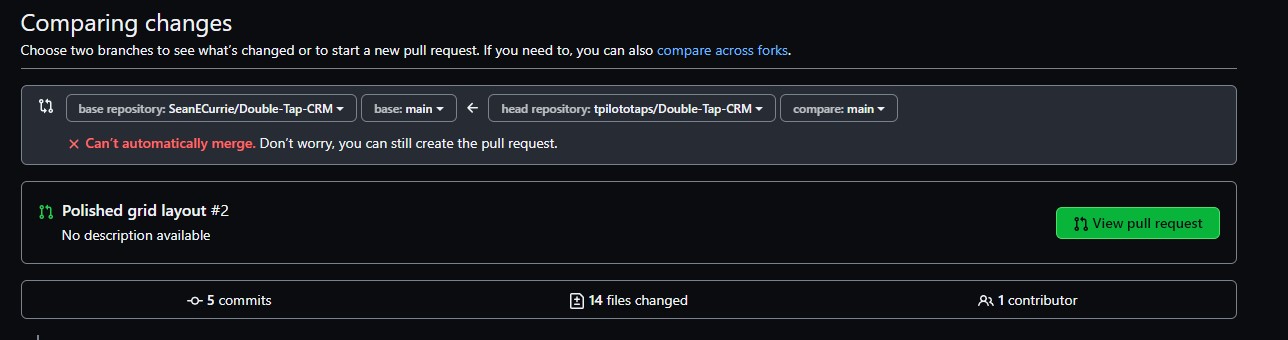 Comparing changes
Choose two branches to see what's changed or to start a new pull request. If you need to, you can also compare across forks.
base repository: SeanECurrie/Double-Tap-CRM base: main ← head repository: tpilototaps/Double-Tap-CRM compare: main
Can't automatically merge. Don't worry, you can still create the pull request.
Polished grid layout #2
No description available
View pull request
5 commits 14 files changed 1 contributor